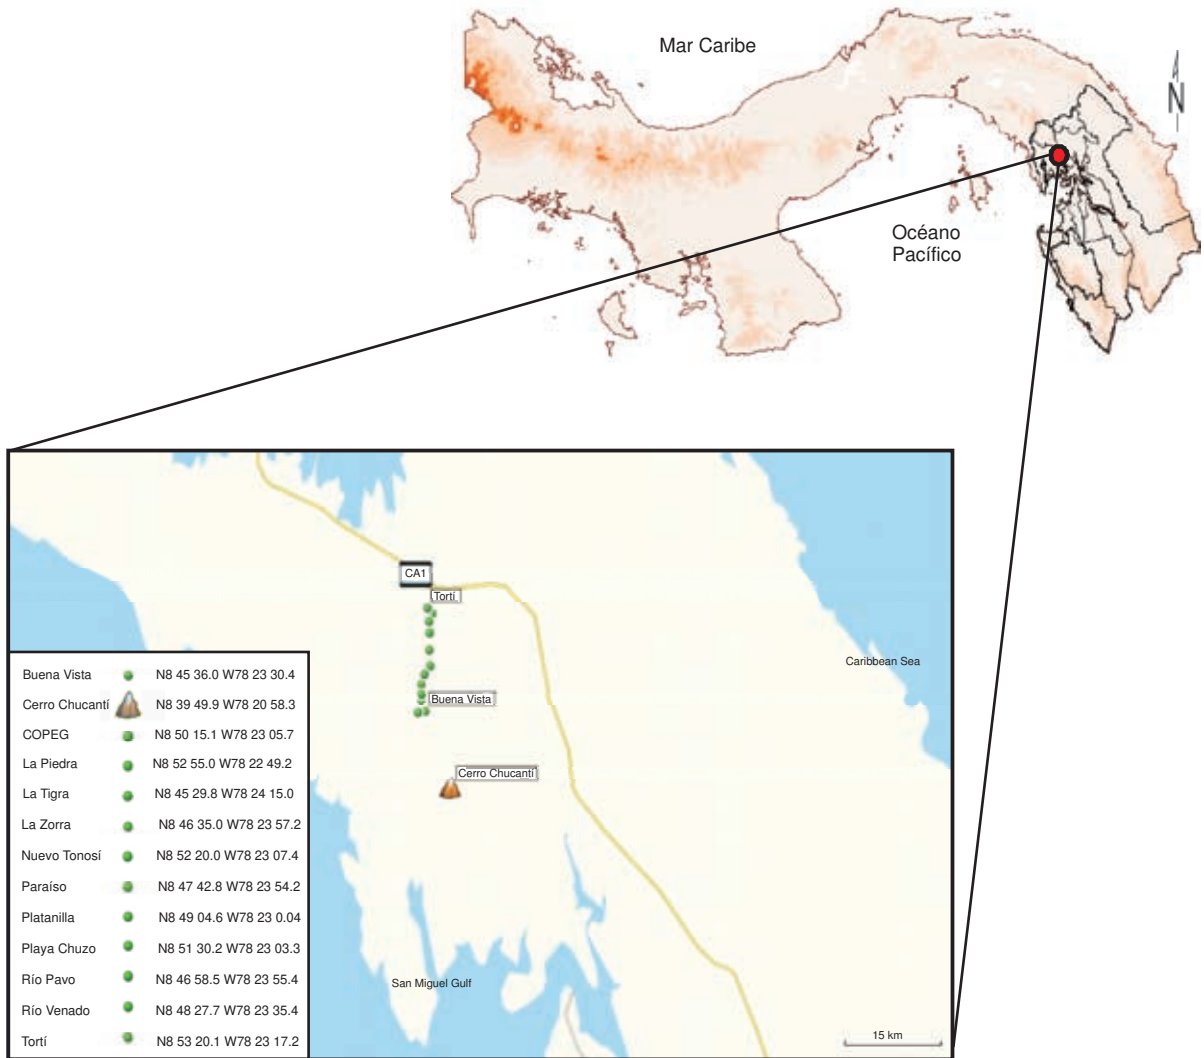 Mar Caribe
N
Océano
Pacífico
CA1
Tortí
Caribbean Sea
Buena Vista
Cerro Chucantí
San Miguel Gulf
15 km
Buena Vista N8 45 36.0 W78 23 30.4
Cerro Chucantí N8 39 49.9 W78 20 58.3
COPEG N8 50 15.1 W78 23 05.7
La Piedra N8 52 55.0 W78 22 49.2
La Tigra N8 45 29.8 W78 24 15.0
La Zorra N8 46 35.0 W78 23 57.2
Nuevo Tonosí N8 52 20.0 W78 23 07.4
Paraíso N8 47 42.8 W78 23 54.2
Platanilla N8 49 04.6 W78 23 0.04
Playa Chuzo N8 51 30.2 W78 23 03.3
Río Pavo N8 46 58.5 W78 23 55.4
Río Venado N8 48 27.7 W78 23 35.4
Tortí N8 53 20.1 W78 23 17.2